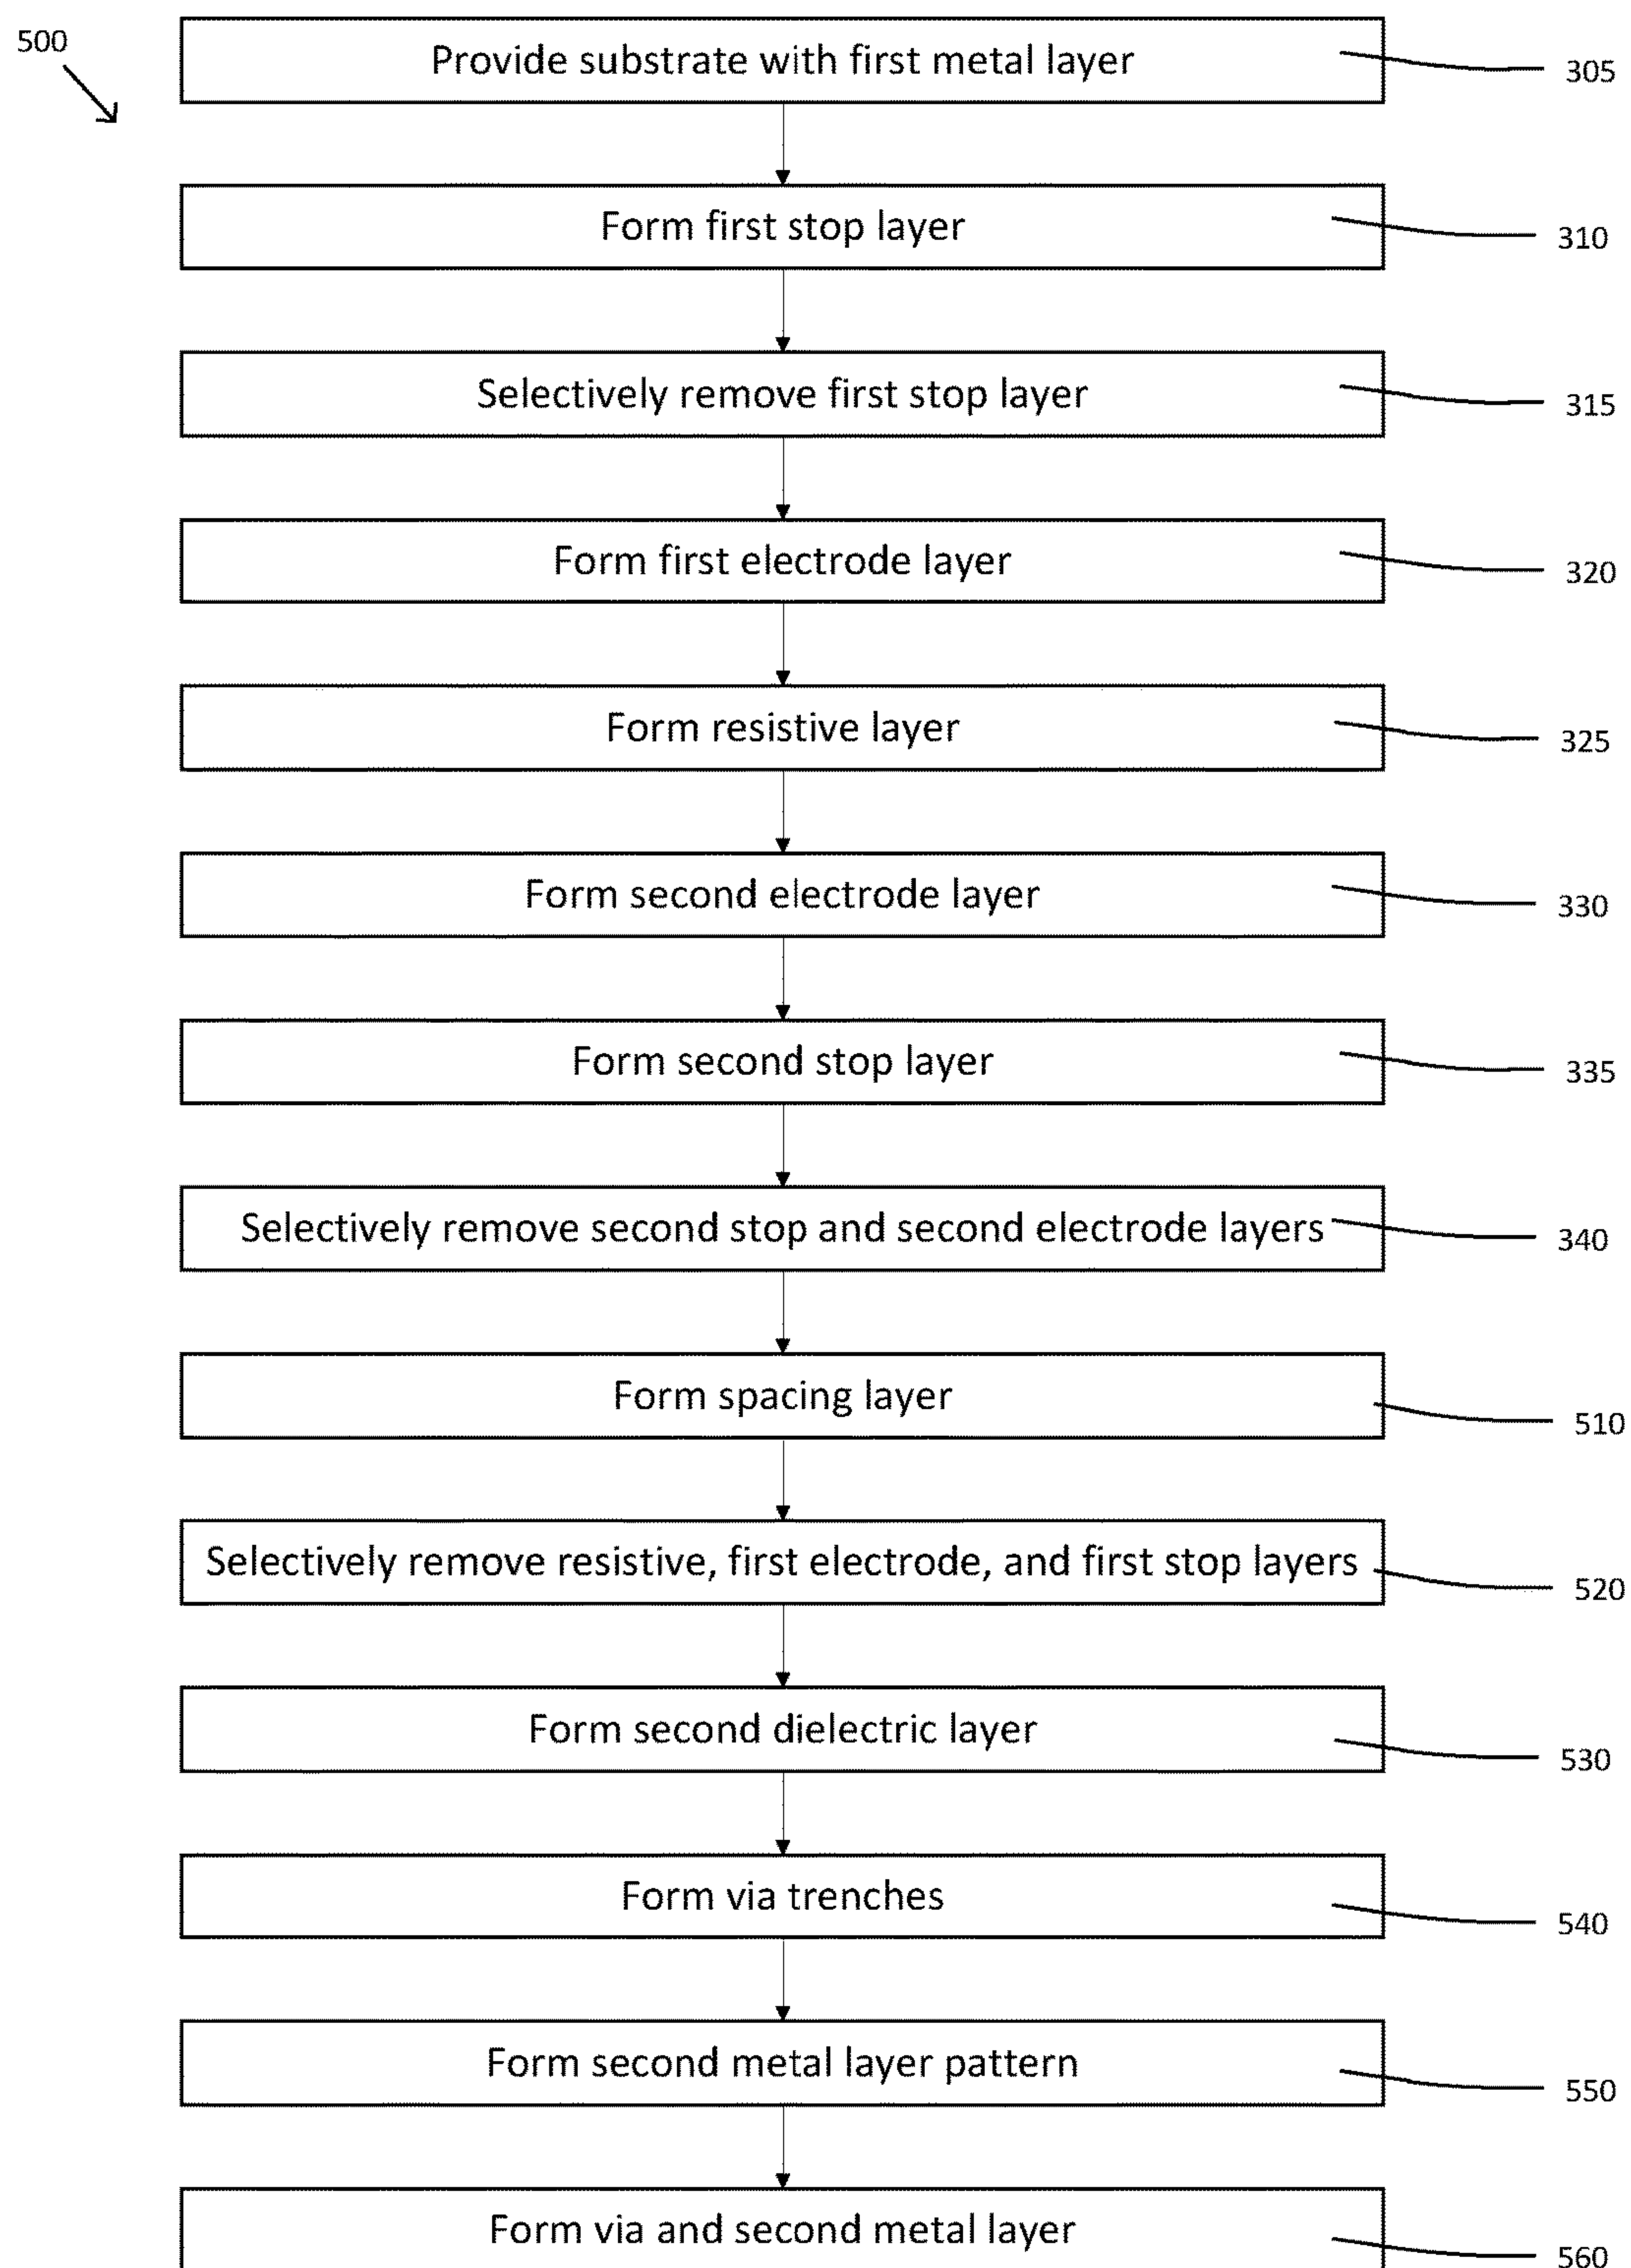 500
Provide substrate with first metal layer
305
Form first stop layer
310
Selectively remove first stop layer
315
Form first electrode layer
320
Form resistive layer
325
Form second electrode layer
330
Form second stop layer
335
Selectively remove second stop and second electrode layers
340
Form spacing layer
510
Selectively remove resistive, first electrode, and first stop layers
520
Form second dielectric layer
530
Form via trenches
540
Form second metal layer pattern
550
Form via and second metal layer
560